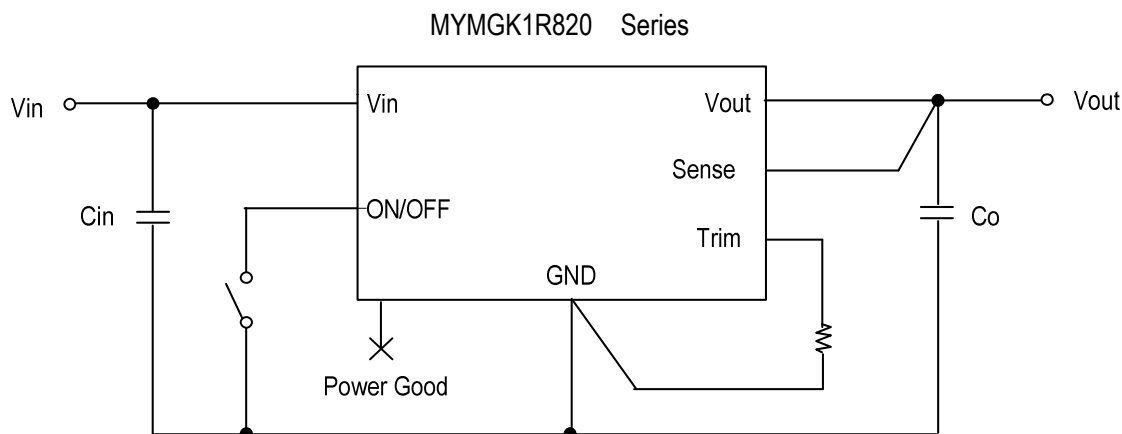 MYMGK1R820 Series
Vin
Vin
Vout
Vout
Sense
Cin
ON/OFF
Co
Trim
GND
Power Good